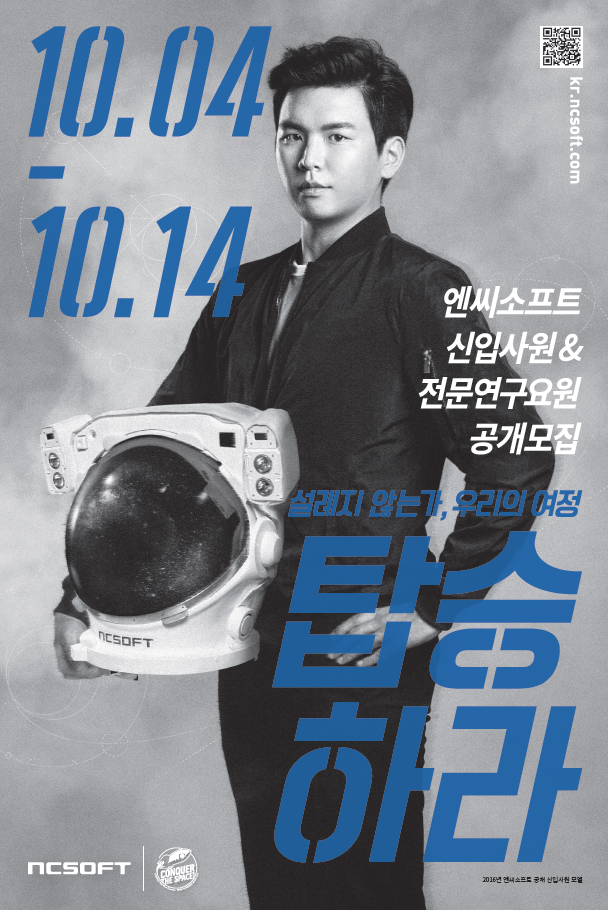 10.04
-
10.14
kr.ncsoft.com
엔씨소프트
신입사원 &
전문연구요원
공개모집
설레지 않는가, 우리의 여정
탑승
하라
NCSOFT
NCSOFT
CONQUER
THE SPACE
2016년 엔씨소프트 공채 신입사원 모델